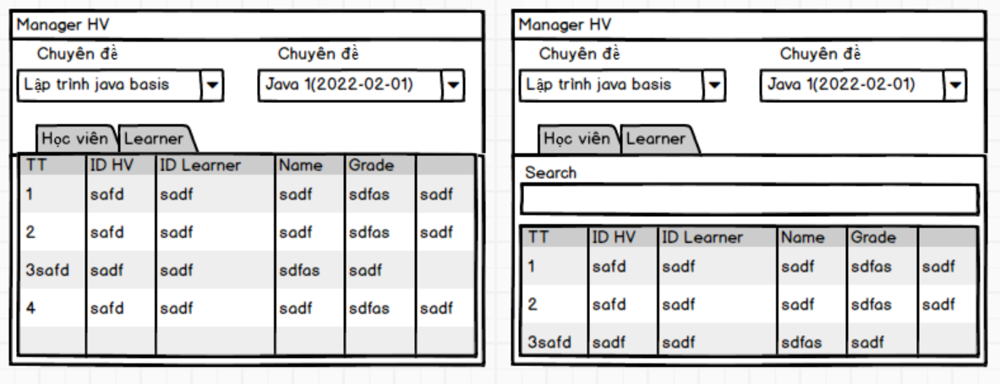 Manager HV
Chuyên đề Chuyên đề
Lập trình java basis Java 1(2022-02-01)
Học viên Learner
TT ID HV ID Learner Name Grade
1 safd sadf sadf sdfas sadf
2 safd sadf sadf sdfas sadf
3safd sadf sadf sdfas sadf
4 safd sadf sadf sdfas sadf
Manager HV
Chuyên đề Chuyên đề
Lập trình java basis Java 1(2022-02-01)
Học viên Learner
Search
TT ID HV ID Learner Name Grade
1 safd sadf sadf sdfas sadf
2 safd sadf sadf sdfas sadf
3safd sadf sadf sdfas sadf